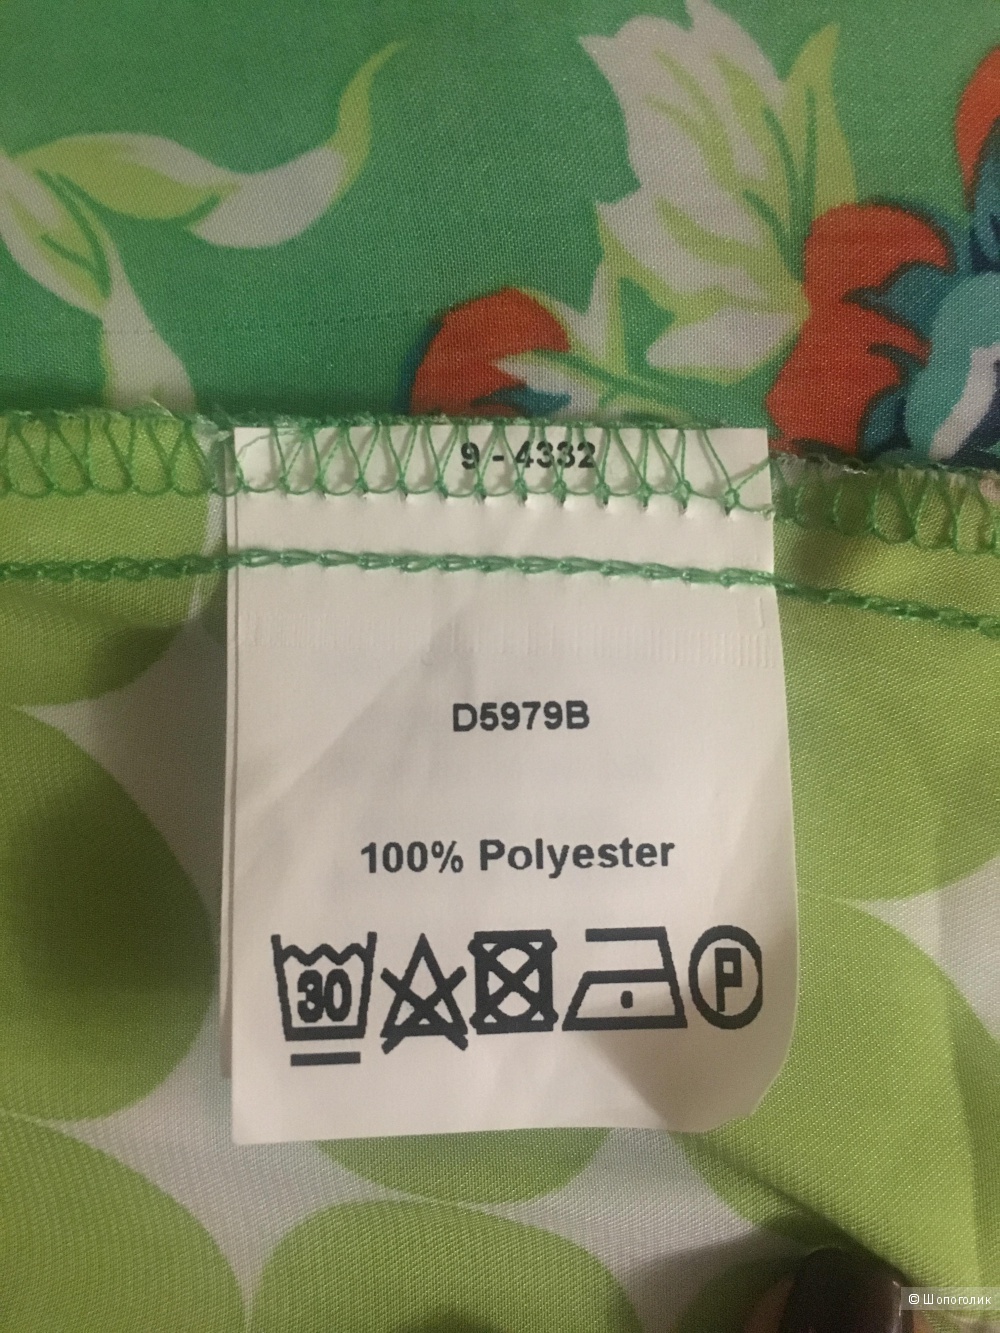 9 - 4332
D5979B
100% Polyester
30
P
© Шопоголик